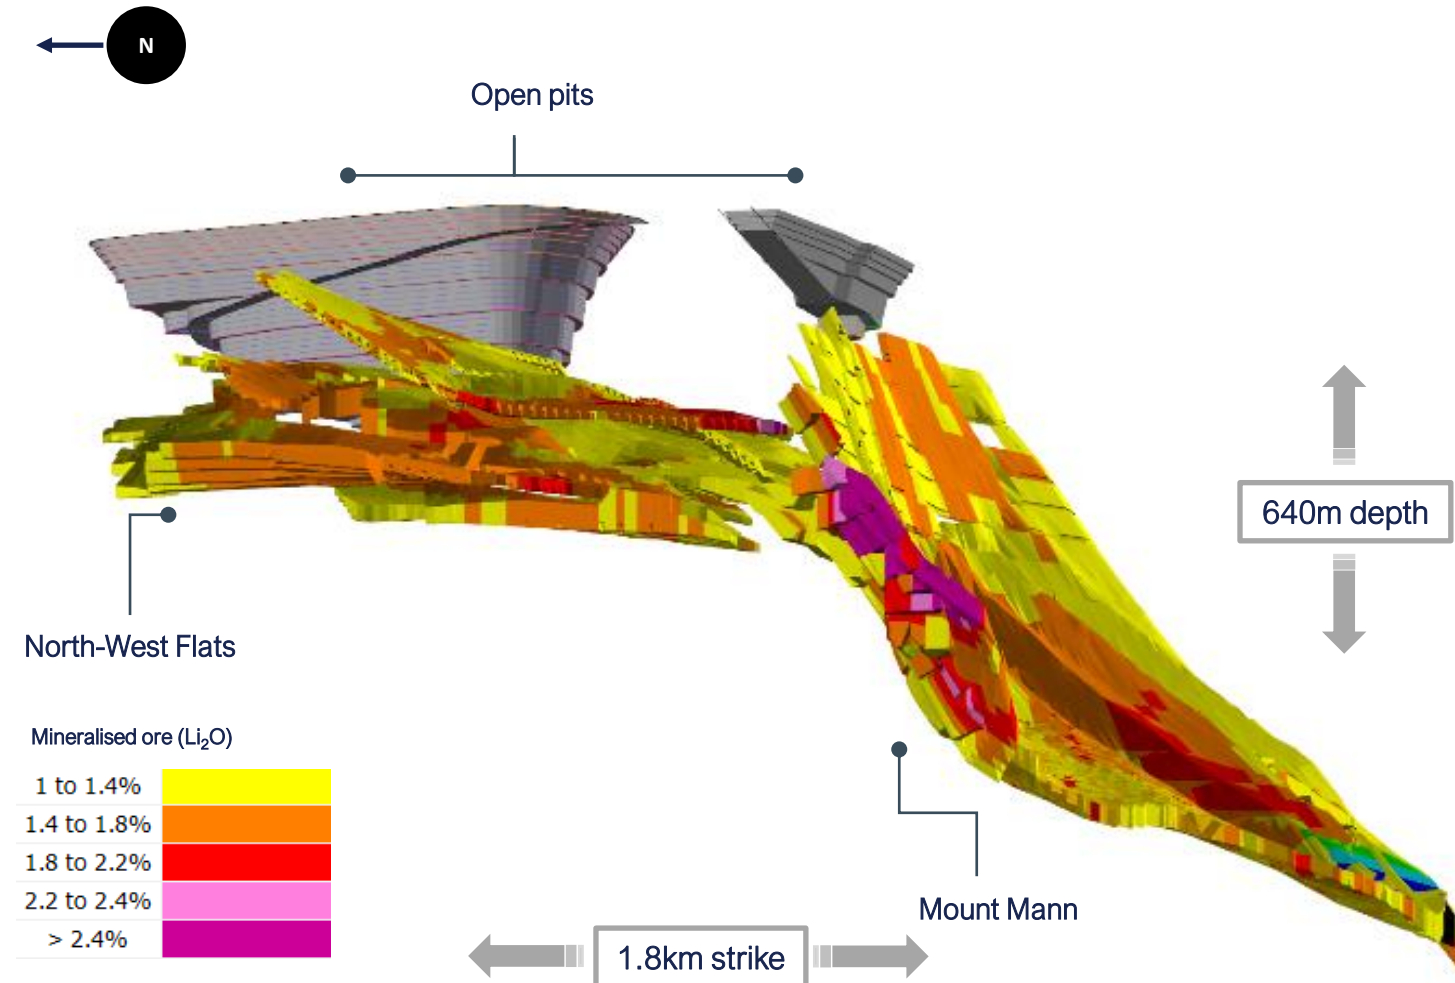 N
Open pits
640m depth
North-West Flats
Mineralised ore (Li₂O)
1 to 1.4%
1.4 to 1.8%
1.8 to 2.2%
2.2 to 2.4%
> 2.4%
Mount Mann
1.8km strike